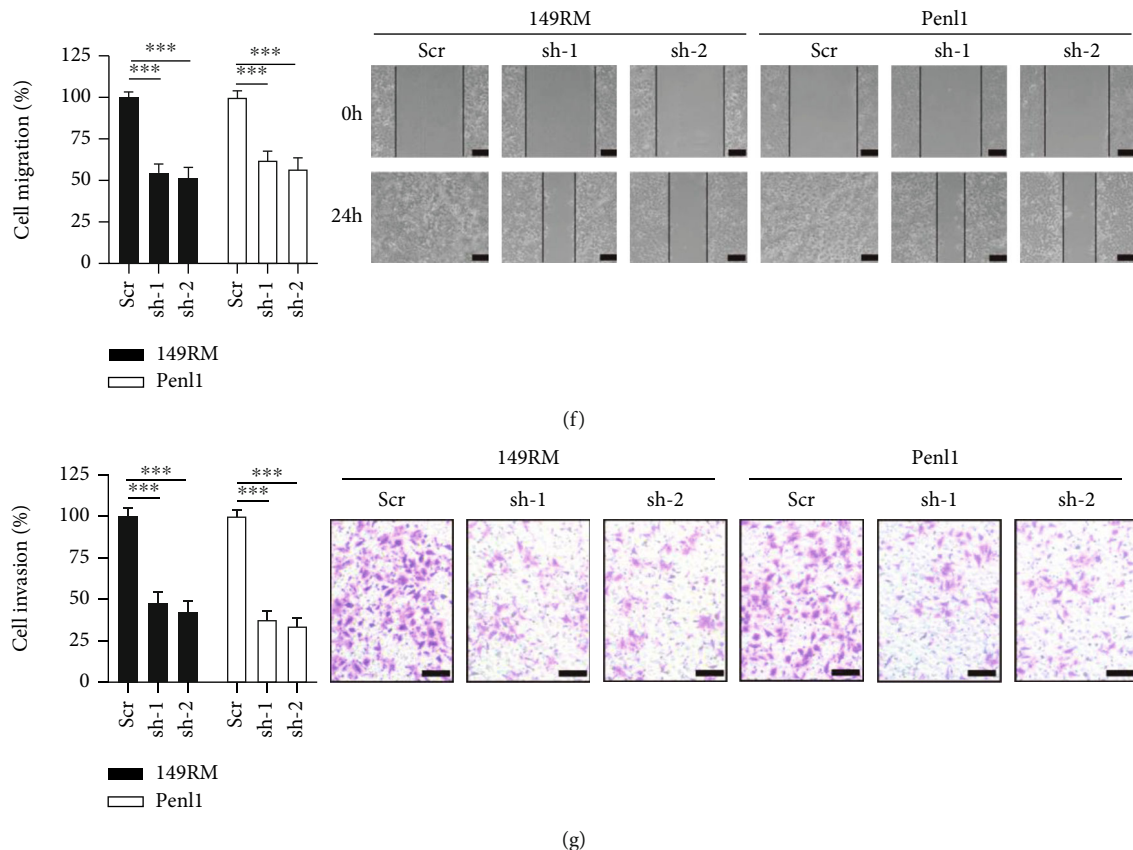 149RM Penl1
Scr sh-1 sh-2 Scr sh-1 sh-2
0h
24h
Cell migration (%)
125
100
75
50
25
0
*** ***
*** ***
Scr sh-1 sh-2 Scr sh-1 sh-2
149RM
Penl1
(f)
149RM Penl1
Scr sh-1 sh-2 Scr sh-1 sh-2
Cell invasion (%)
125
100
75
50
25
0
*** ***
*** ***
Scr sh-1 sh-2 Scr sh-1 sh-2
149RM
Penl1
(g)